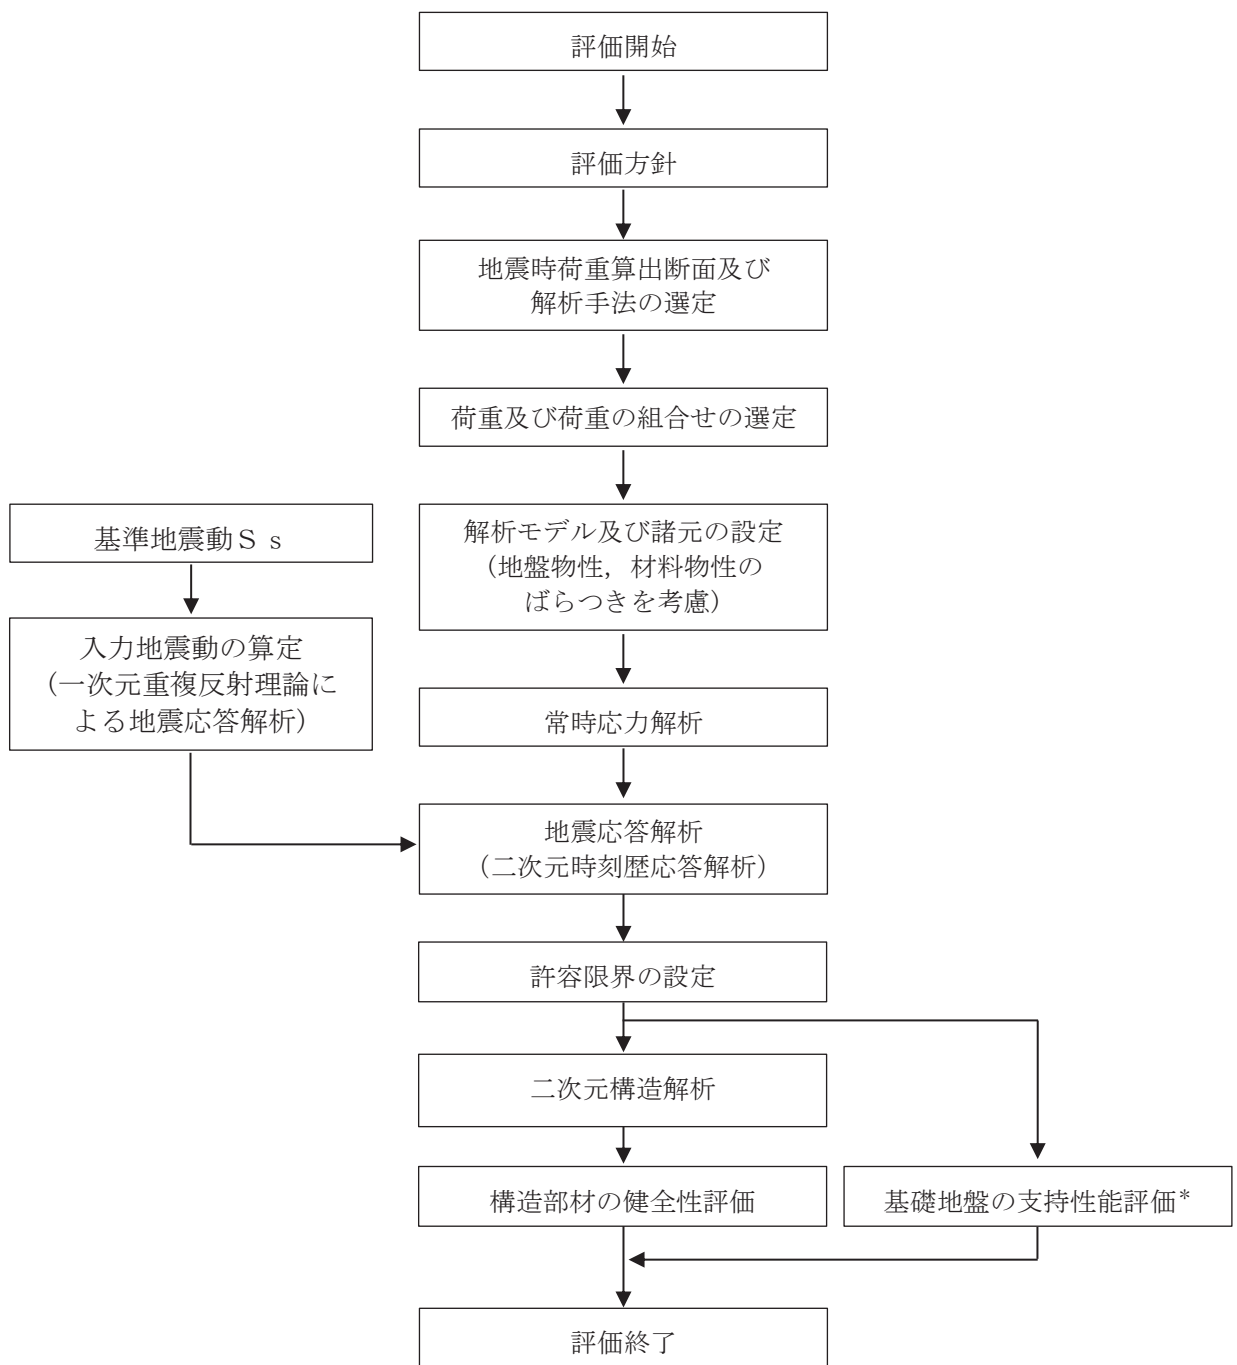 評価開始
評価方針
地震時荷重算出断面及び
解析手法の選定
荷重及び荷重の組合せの選定
基準地震動Ｓｓ
解析モデル及び諸元の設定
（地盤物性，材料物性の
ばらつきを考慮）
入力地震動の算定
（一次元重複反射理論に
よる地震応答解析）
常時応力解析
地震応答解析
（二次元時刻歴応答解析）
許容限界の設定
二次元構造解析
構造部材の健全性評価
基礎地盤の支持性能評価*
評価終了